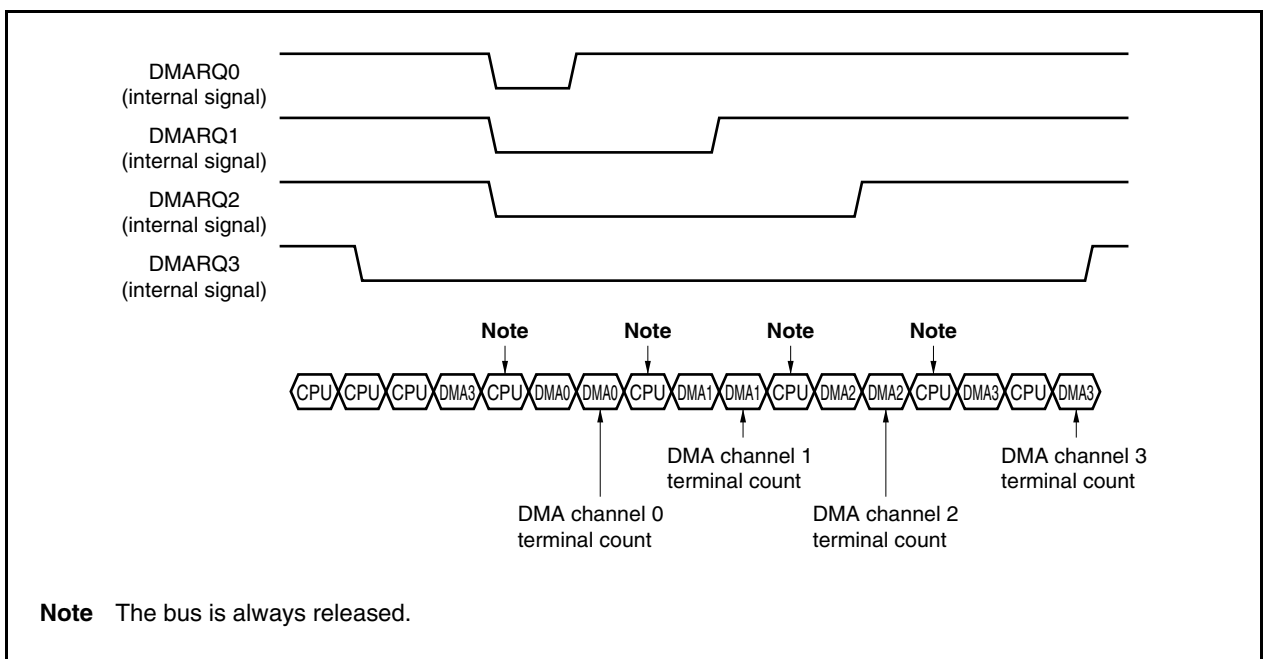 DMARQ0
(internal signal)
DMARQ1
(internal signal)
DMARQ2
(internal signal)
DMARQ3
(internal signal)
Note Note Note Note
CPU CPU CPU DMA3 CPU DMA0 DMA0 CPU DMA1 DMA1 CPU DMA2 DMA2 CPU DMA3 CPU DMA3
DMA channel 1
terminal count
DMA channel 3
terminal count
DMA channel 0
terminal count
DMA channel 2
terminal count
Note The bus is always released.